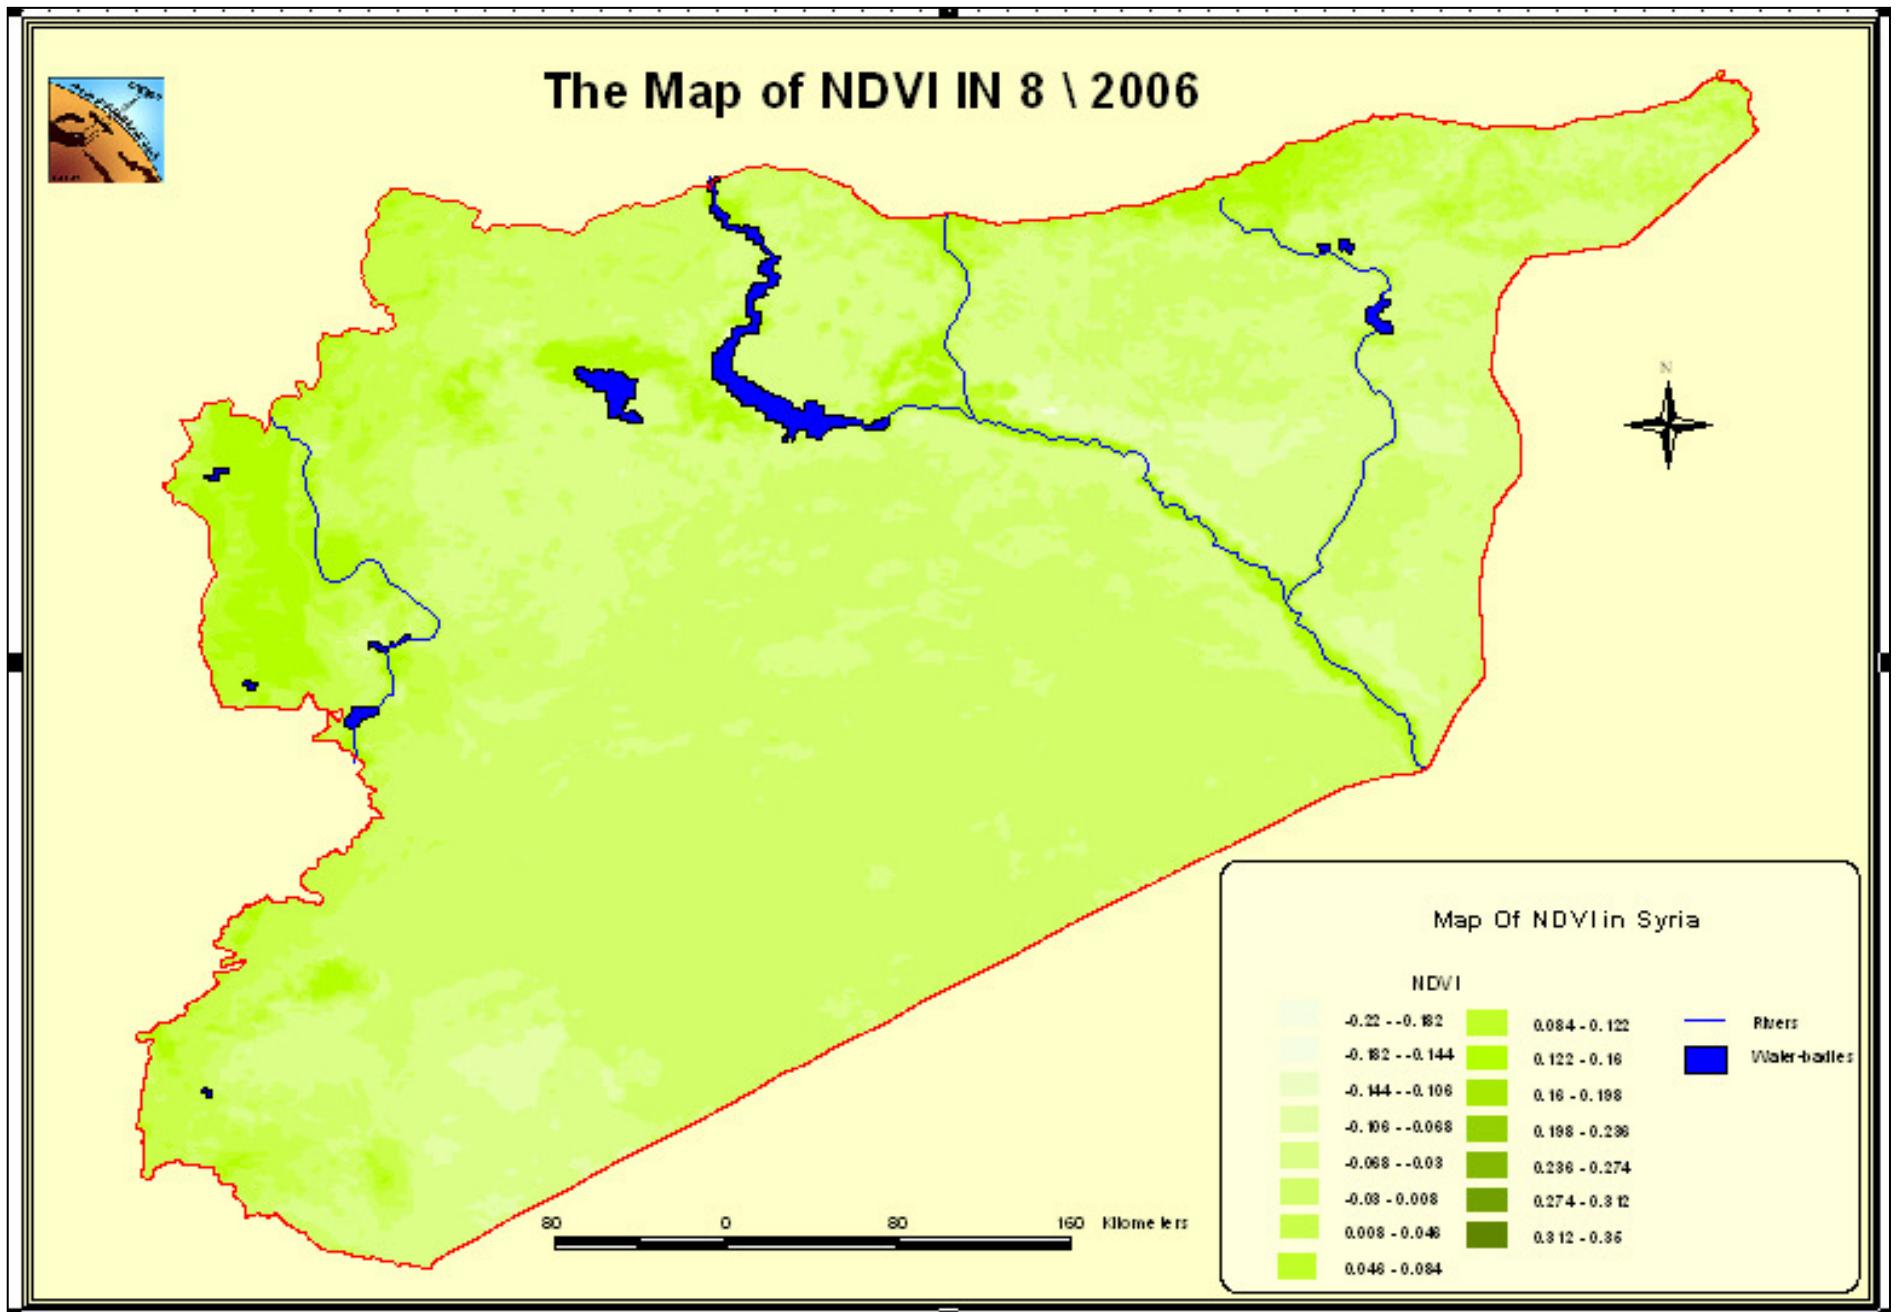 The Map of NDVI IN 8 \ 2006
N
Map Of NDVI in Syria
NDVI
-0.22 - -0.182
-0.182 - -0.144
-0.144 - -0.106
-0.106 - -0.068
-0.068 - -0.03
-0.03 - 0.008
0.008 - 0.046
0.046 - 0.084
0.084 - 0.122
0.122 - 0.16
0.16 - 0.198
0.198 - 0.236
0.236 - 0.274
0.274 - 0.312
0.312 - 0.35
Rivers
Water-badies
80 0 80 160 Kilometers